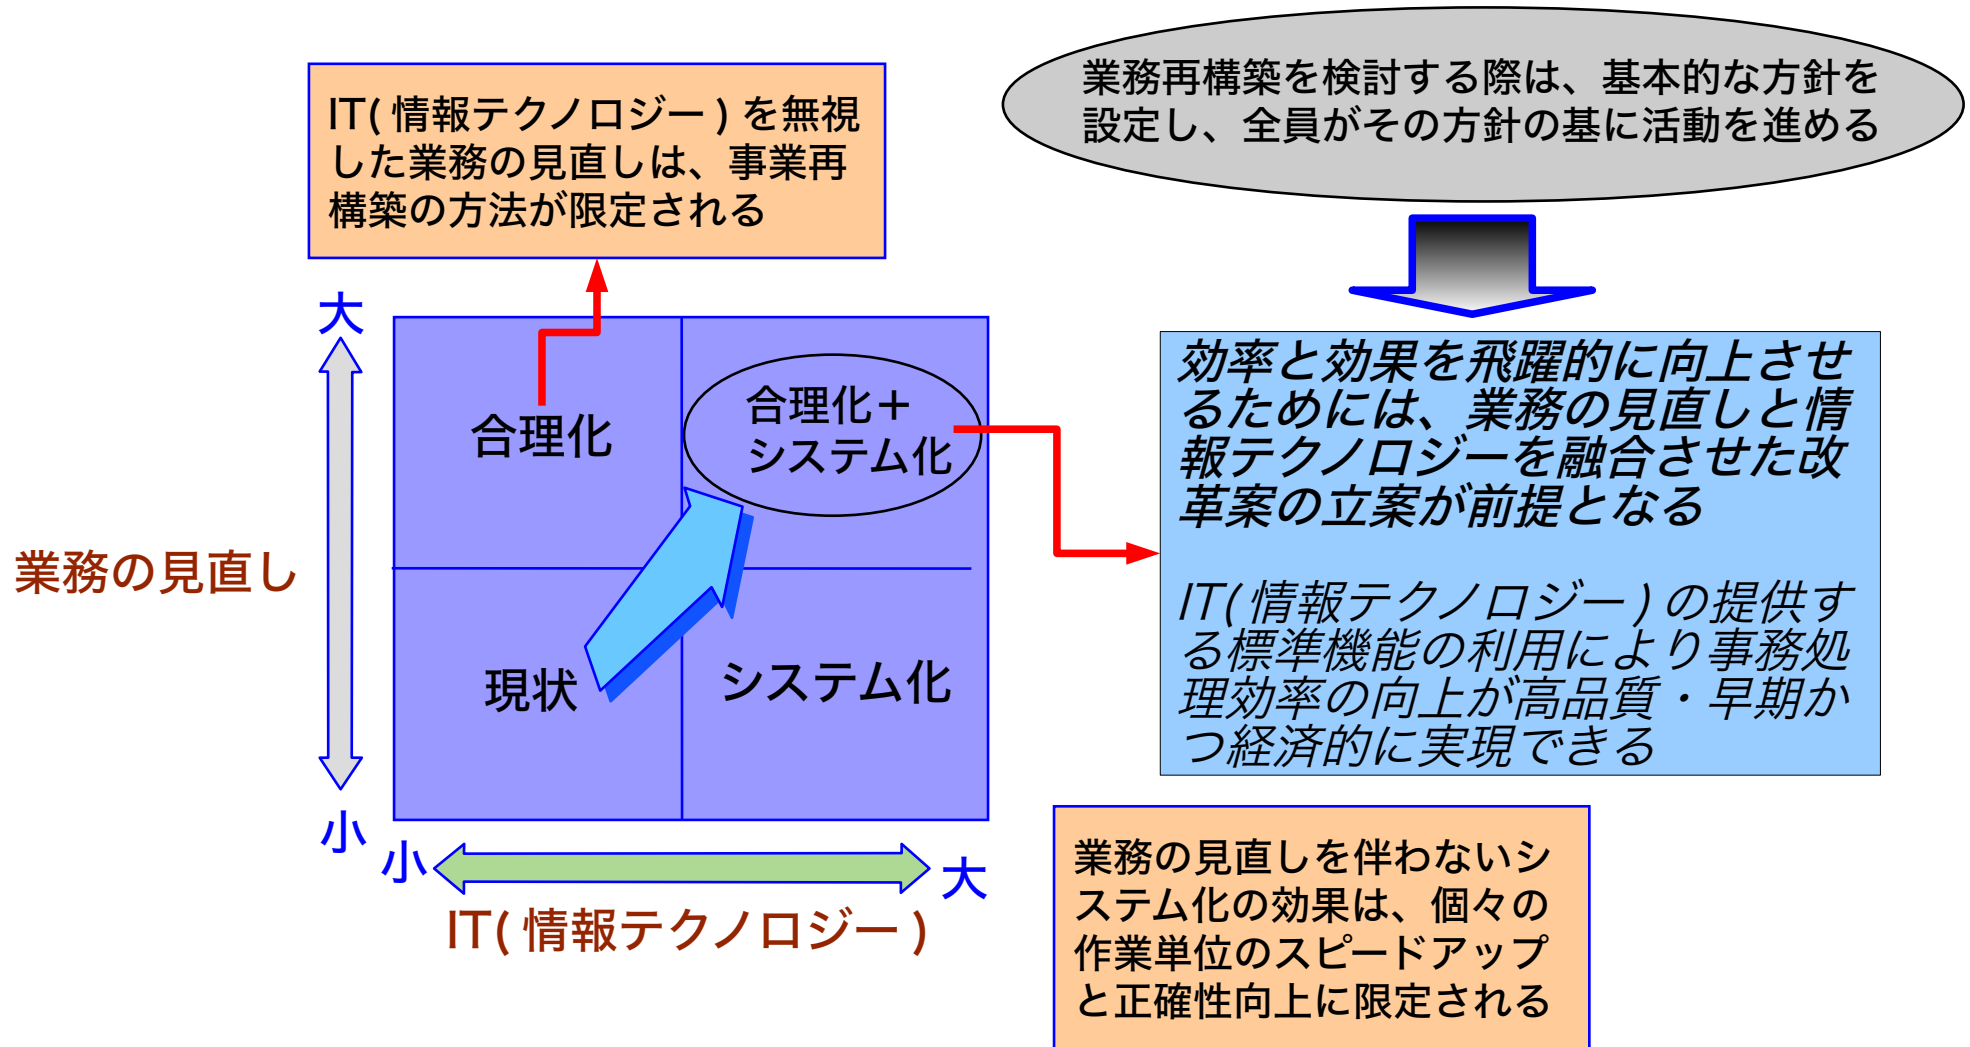 業務再構築を検討する際は、基本的な方針を
設定し、全員がその方針の基に活動を進める
IT( 情報テクノロジー ) を無視
した業務の見直しは、事業再
構築の方法が限定される
大
合理化
合理化＋
システム化
業務の見直し
現状
システム化
小
小
大
IT( 情報テクノロジー )
効率と効果を飛躍的に向上させ
るためには、業務の見直しと情
報テクノロジーを融合させた改
革案の立案が前提となる
IT( 情報テクノロジー ) の提供す
る標準機能の利用により事務処
理効率の向上が高品質・早期か
つ経済的に実現できる
業務の見直しを伴わないシ
ステム化の効果は、個々の
作業単位のスピードアップ
と正確性向上に限定される